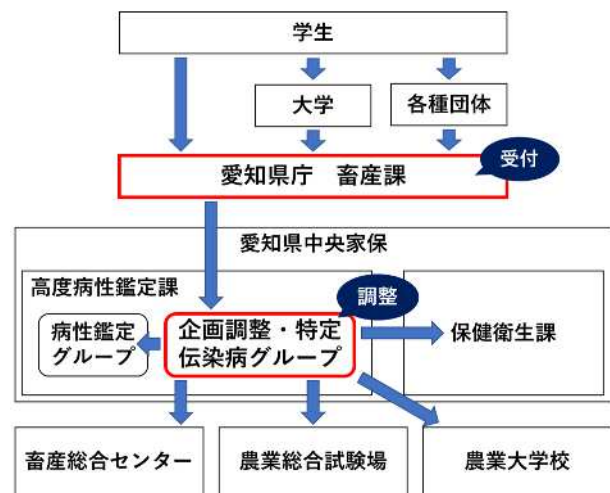 学生
大学
各種団体
愛知県庁　畜産課
受付
愛知県中央家保
高度病性鑑定課
調整
病性鑑定
グループ
企画調整・特定
伝染病グループ
保健衛生課
畜産総合センター
農業総合試験場
農業大学校